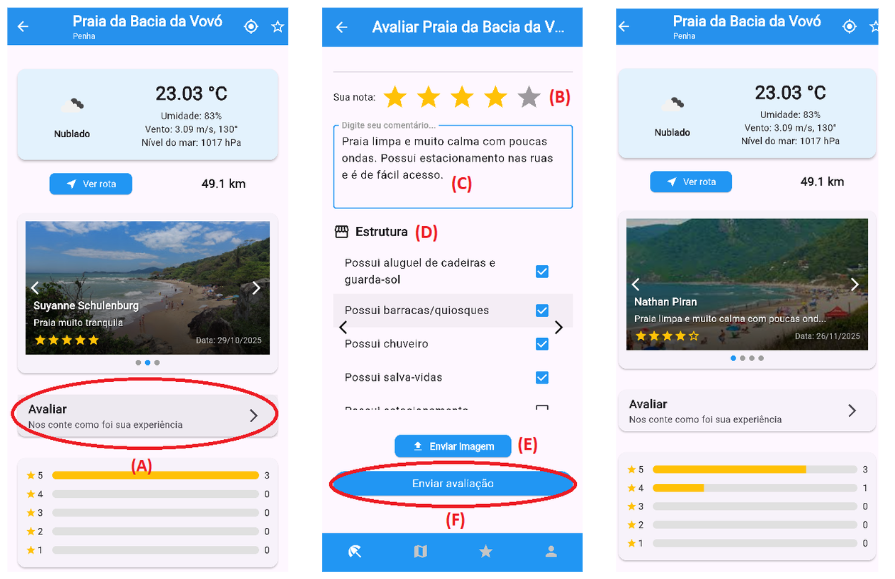 Praia da Bacia da Vovó
Penha
23.03 °C
Umidade: 83%
Vento: 3.09 m/s, 130°
Nível do mar: 1017 hPa
Nublado
Ver rota
49.1 km
Suyanne Schulenburg
Praia muito tranquila
Data: 29/10/2025
Avaliar
Nos conte como foi sua experiência
(A)
5 3
4 0
3 0
2 0
1 0
Avaliar Praia da Bacia da V...
Sua nota:
(B)
Digite seu comentário...
Praia limpa e muito calma com poucas
ondas. Possui estacionamento nas ruas
e é de fácil acesso.
(C)
Estrutura (D)
Possui aluguel de cadeiras e
guarda-sol
Possui barracas/quiosques
Possui chuveiro
Possui salva-vidas
Possui estacionamento
Enviar Imagem (E)
Enviar avaliação
(F)
Praia da Bacia da Vovó
Penha
23.03 °C
Umidade: 83%
Vento: 3.09 m/s, 130°
Nível do mar: 1017 hPa
Nublado
Ver rota
49.1 km
Nathan Piran
Praia limpa e muito calma com poucas ond...
Data: 26/11/2025
Avaliar
Nos conte como foi sua experiência
5 3
4 1
3 0
2 0
1 0